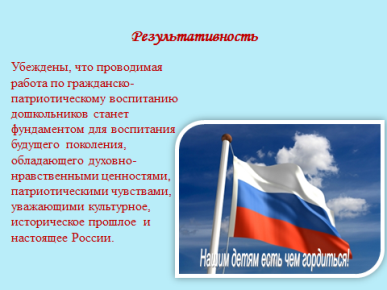 Результативность
Убеждены, что проводимая
работа по гражданско-
патриотическому воспитанию
дошкольников станет
фундаментом для воспитания
будущего поколения,
обладающего духовно-
нравственными ценностями,
патриотическими чувствами,
уважающими культурное,
историческое прошлое и
настоящее России.
Нашим детям есть чем гордиться!